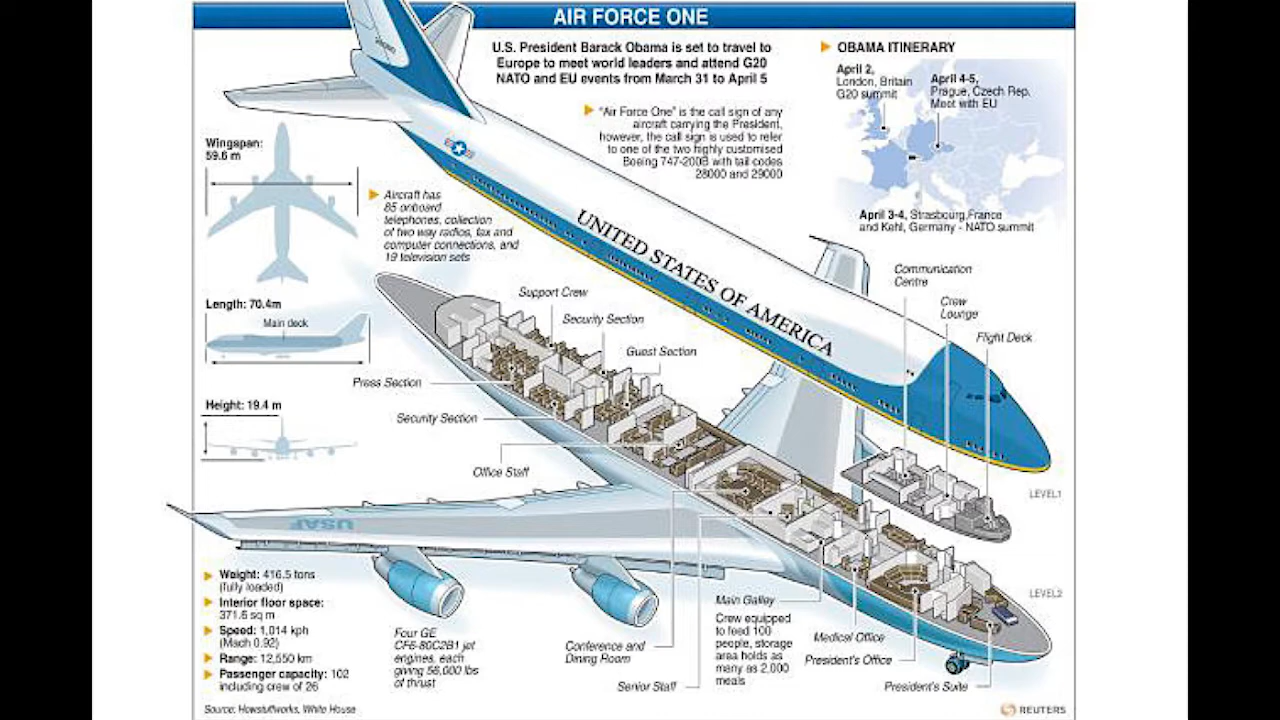 AIR FORCE ONE
U.S. President Barack Obama is set to travel to
Europe to meet world leaders and attend G20
NATO and EU events from March 31 to April 5
"Air Force One" is the call sign of any
aircraft carrying the President,
however, the call sign is used to refer
to one of the two highly customised
Boeing 747-200B with tail codes
28000 and 29000
OBAMA ITINERARY
April 2,
London, Britain
G20 summit
April 4-5,
Prague, Czech Rep.
Meet with EU
April 3-4, Strasbourg,France
and Kehl, Germany - NATO summit
Wingspan:
59.6 m
Aircraft has
85 onboard
telephones, collection
of two way radios, fax and
computer connections, and
19 television sets
Length: 70.4m
Main deck
Height: 19.4 m
UNITED STATES OF AMERICA
Support Crew
Security Section
Guest Section
Press Section
Security Section
Office Staff
Communication
Centre
Crew
Lounge
Flight Deck
LEVEL1
LEVEL2
USAF
Weight: 416.5 tons
(fully loaded)
Interior floor space:
371.6 sq m
Speed: 1,014 kph
(Mach 0.92)
Range: 12,550 km
Passenger capacity: 102
including crew of 26
Four GE
CF6-80C2B1 jet
engines, each
giving 56,000 lbs
of thrust
Conference and
Dining Room
Senior Staff
Main Galley
Crew equipped
to feed 100
people, storage
area holds as
many as 2,000
meals
Medical Office
President's Office
President's Suite
Source: Howstuffworks, White House
REUTERS